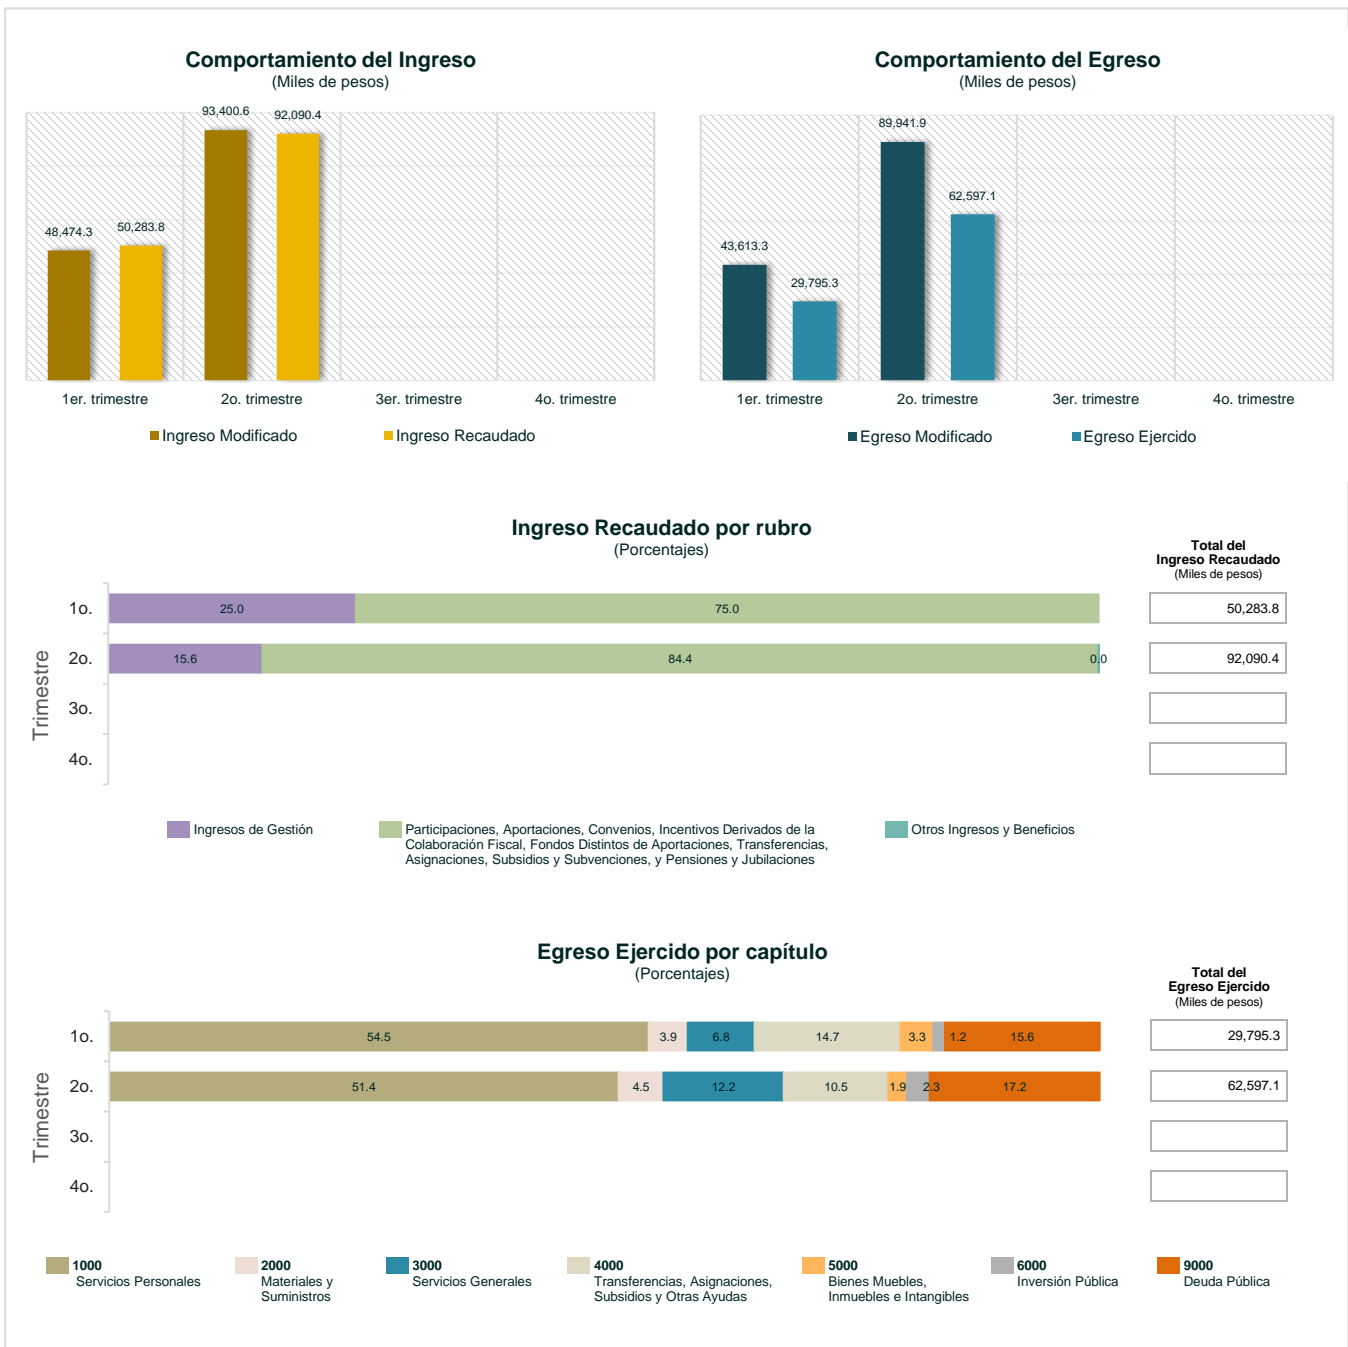 Comportamiento del Ingreso
(Miles de pesos)
93,400.6
92,090.4
48,474.3
50,283.8
1er. trimestre
2o. trimestre
3er. trimestre
4o. trimestre
Ingreso Modificado
Ingreso Recaudado
Comportamiento del Egreso
(Miles de pesos)
89,941.9
62,597.1
43,613.3
29,795.3
1er. trimestre
2o. trimestre
3er. trimestre
4o. trimestre
Egreso Modificado
Egreso Ejercido
Ingreso Recaudado por rubro
(Porcentajes)
Total del
Ingreso Recaudado
(Miles de pesos)
Trimestre
1o.
25.0
75.0
50,283.8
2o.
15.6
84.4
0.0
92,090.4
3o.
4o.
Ingresos de Gestión
Participaciones, Aportaciones, Convenios, Incentivos Derivados de la
Colaboración Fiscal, Fondos Distintos de Aportaciones, Transferencias,
Asignaciones, Subsidios y Subvenciones, y Pensiones y Jubilaciones
Otros Ingresos y Beneficios
Egreso Ejercido por capítulo
(Porcentajes)
Total del
Egreso Ejercido
(Miles de pesos)
Trimestre
1o.
54.5
3.9
6.8
14.7
3.3
1.2
15.6
29,795.3
2o.
51.4
4.5
12.2
10.5
1.9
2.3
17.2
62,597.1
3o.
4o.
1000
Servicios Personales
2000
Materiales y
Suministros
3000
Servicios Generales
4000
Transferencias, Asignaciones,
Subsidios y Otras Ayudas
5000
Bienes Muebles,
Inmuebles e Intangibles
6000
Inversión Pública
9000
Deuda Pública